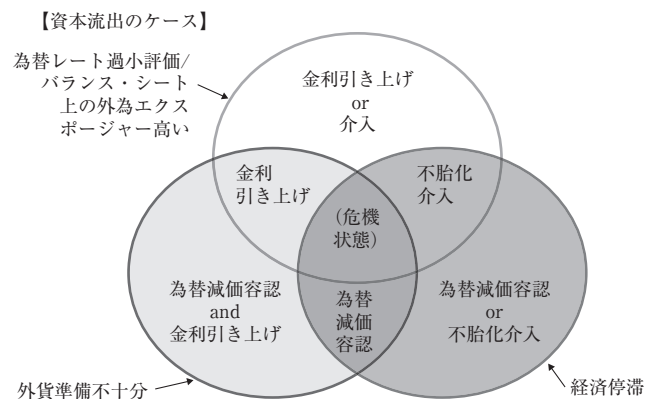 【資本流出のケース】
為替レート過小評価/
バランス・シート
上の外為エクス
ポージャー高い
金利引き上げ
or
介入
金利
引き上げ
不胎化
介入
(危機
状態)
為替減価容認
and
金利引き上げ
為替
減価
容認
為替減価容認
or
不胎化介入
外貨準備不十分
経済停滞